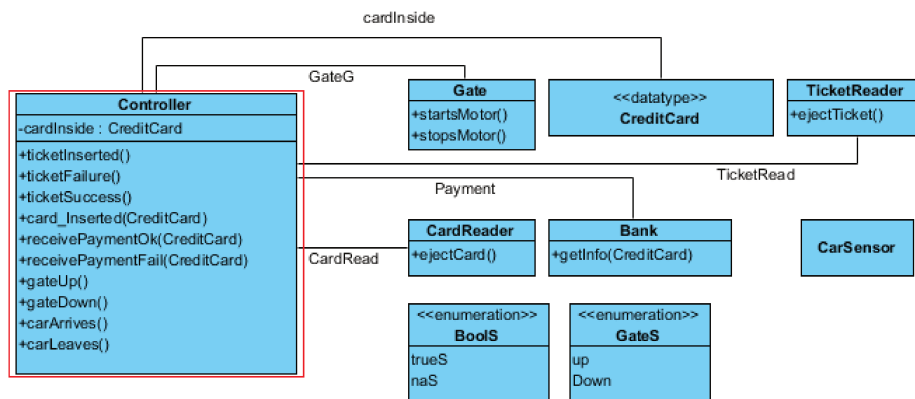 cardInside
GateG
Controller
-cardInside : CreditCard
+ticketInserted()
+ticketFailure()
+ticketSuccess()
+card_Inserted(CreditCard)
+receivePaymentOk(CreditCard)
+receivePaymentFail(CreditCard)
+gateUp()
+gateDown()
+carArrives()
+carLeaves()
Gate
+startsMotor()
+stopsMotor()
<<datatype>>
CreditCard
TicketReader
+ejectTicket()
TicketRead
Payment
CardRead
CardReader
+ejectCard()
Bank
+getInfo(CreditCard)
CarSensor
<<enumeration>>
BoolS
trueS
naS
<<enumeration>>
GateS
up
Down